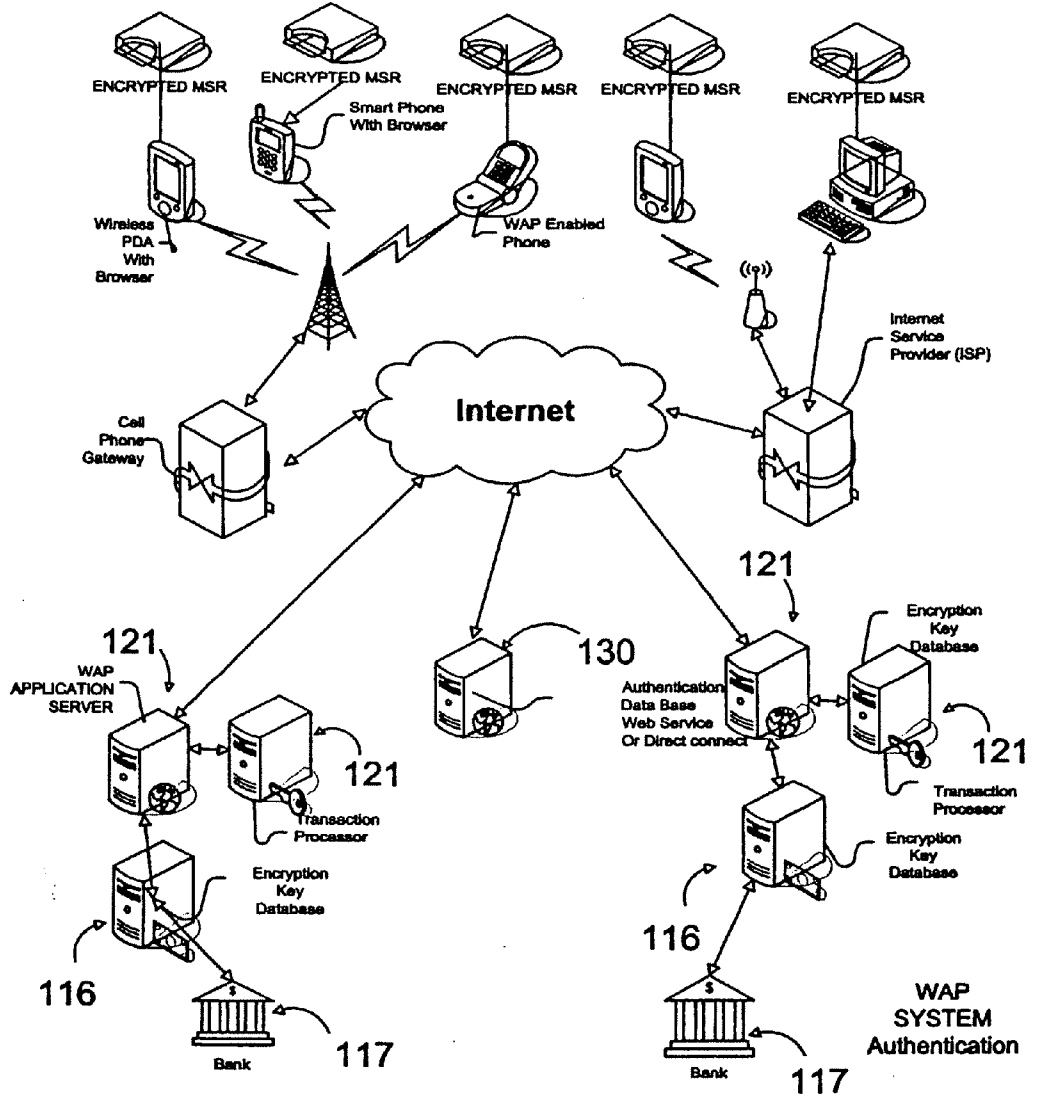 ENCRYPTED MSR
ENCRYPTED MSR
ENCRYPTED MSR
ENCRYPTED MSR
ENCRYPTED MSR
Smart Phone
With Browser
Wireless
PDA
With
Browser
WAP Enabled
Phone
Internet
Service
Provider (ISP)
Internet
Cell
Phone
Gateway
121
WAP
APPLICATION
SERVER
121
Transaction
Processor
Encryption
Key
Database
116
$
Bank
117
130
121
Encryption
Key
Database
Authentication
Data Base
Web Service
Or Direct connect
121
Transaction
Processor
Encryption
Key
Database
116
$
Bank
117
WAP
SYSTEM
Authentication